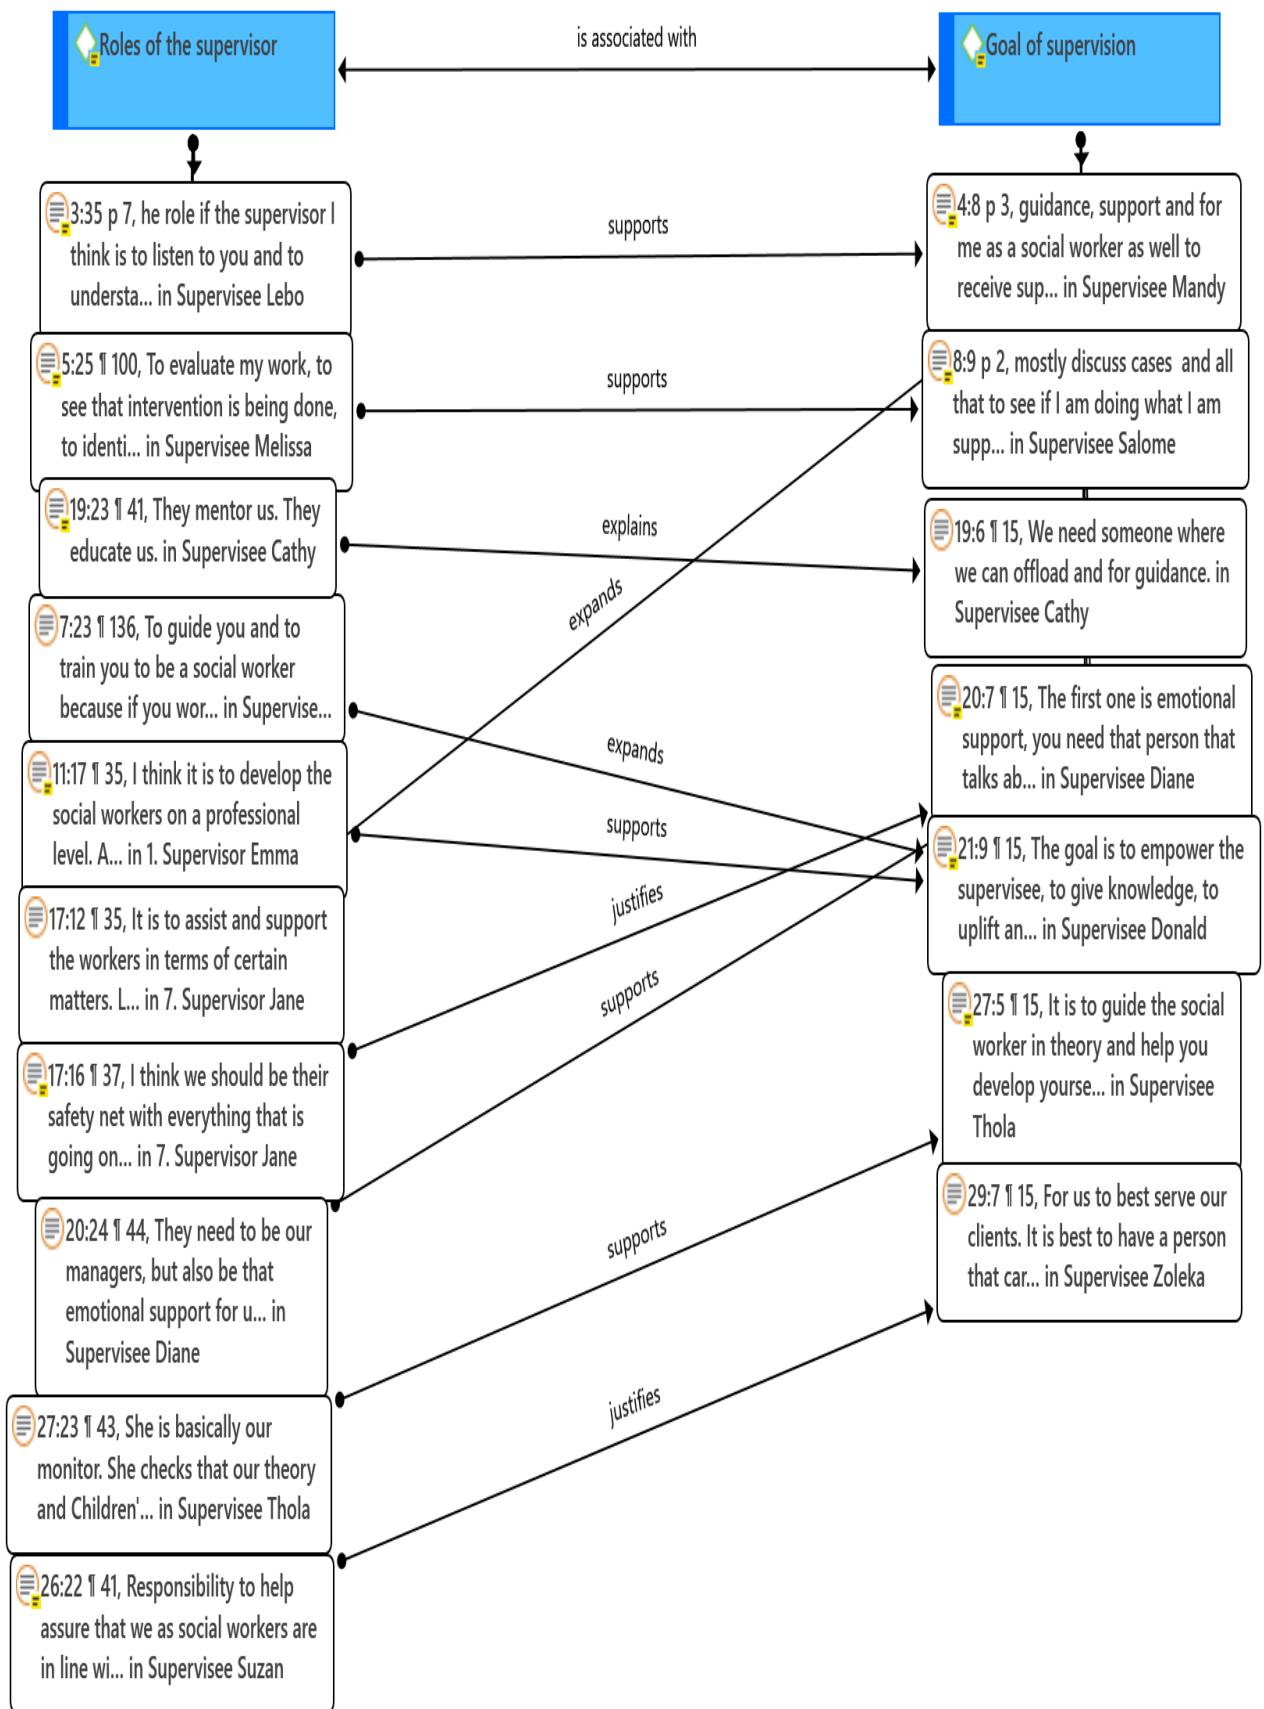 Roles of the supervisor
is associated with
Goal of supervision
3:35 p 7, he role if the supervisor I
think is to listen to you and to
understa... in Supervisee Lebo
supports
4:8 p 3, guidance, support and for
me as a social worker as well to
receive sup... in Supervisee Mandy
5:25 ¶ 100, To evaluate my work, to
see that intervention is being done,
to identi... in Supervisee Melissa
supports
8:9 p 2, mostly discuss cases  and all
that to see if I am doing what I am
supp... in Supervisee Salome
19:23 ¶ 41, They mentor us. They
educate us. in Supervisee Cathy
explains
19:6 ¶ 15, We need someone where
we can offload and for guidance. in
Supervisee Cathy
expands
7:23 ¶ 136, To guide you and to
train you to be a social worker
because if you wor... in Supervise...
expands
20:7 ¶ 15, The first one is emotional
support, you need that person that
talks ab... in Supervisee Diane
11:17 ¶ 35, I think it is to develop the
social workers on a professional
level. A... in 1. Supervisor Emma
supports
21:9 ¶ 15, The goal is to empower the
supervisee, to give knowledge, to
uplift an... in Supervisee Donald
17:12 ¶ 35, It is to assist and support
the workers in terms of certain
matters. L... in 7. Supervisor Jane
justifies
supports
27:5 ¶ 15, It is to guide the social
worker in theory and help you
develop yourse... in Supervisee
Thola
17:16 ¶ 37, I think we should be their
safety net with everything that is
going on... in 7. Supervisor Jane
29:7 ¶ 15, For us to best serve our
clients. It is best to have a person
that car... in Supervisee Zoleka
20:24 ¶ 44, They need to be our
managers, but also be that
emotional support for u... in
Supervisee Diane
supports
27:23 ¶ 43, She is basically our
monitor. She checks that our theory
and Children'... in Supervisee Thola
justifies
26:22 ¶ 41, Responsibility to help
assure that we as social workers are
in line wi... in Supervisee Suzan